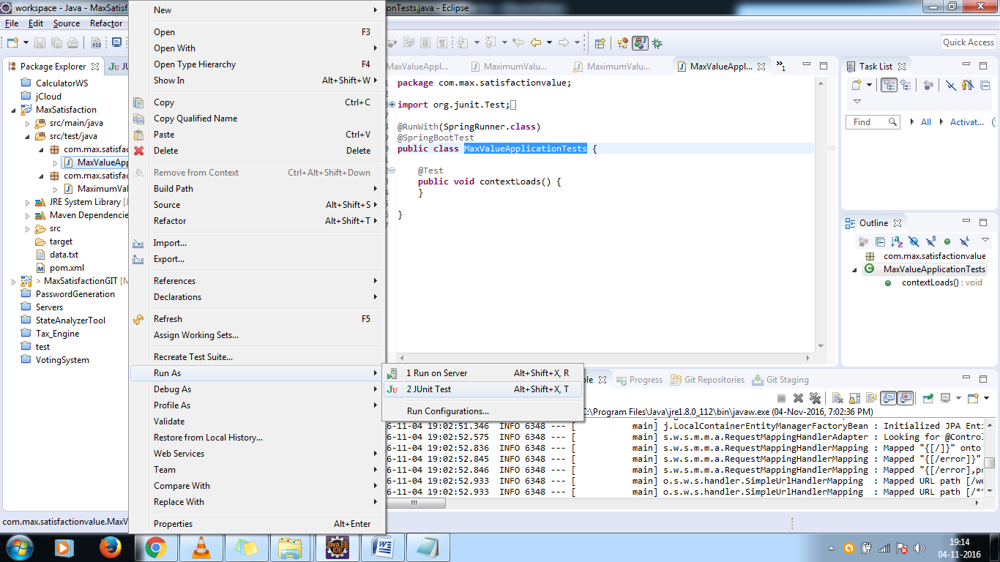 workspace - Java - MaxSatisfac
onTests.java - Eclipse
File Edit Source Refactor
Quick Access
Package Explorer
JU
CalculatorWS
jCloud
MaxSatisfaction
src/main/java
src/test/java
com.max.satisfac
MaxValueApp
com.max.satisfac
MaximumVal
JRE System Library [J
Maven Dependencie
src
target
data.txt
pom.xml
> MaxSatisfactionGIT [M
PasswordGeneration
Servers
StateAnalyzerTool
Tax_Engine
test
VotingSystem
com.max.satisfactionvalue.MaxV
New
Open F3
Open With
Open Type Hierarchy F4
Show In Alt+Shift+W
Copy Ctrl+C
Copy Qualified Name
Paste Ctrl+V
Delete Delete
Remove from Context Ctrl+Alt+Shift+Down
Build Path
Source Alt+Shift+S
Refactor Alt+Shift+T
Import...
Export...
References
Declarations
Refresh F5
Assign Working Sets...
Recreate Test Suite...
Run As
Debug As
Profile As
Validate
Restore from Local History...
Web Services
Team
Compare With
Replace With
Properties Alt+Enter
1 Run on Server Alt+Shift+X, R
JU 2 JUnit Test Alt+Shift+X, T
Run Configurations...
MaxValueAppl... MaximumValu... MaximumValu... MaxValueAppl... »1
package com.max.satisfactionvalue;
import org.junit.Test;
@RunWith(SpringRunner.class)
@SpringBootTest
public class MaxValueApplicationTests {
@Test
public void contextLoads() {
}
}
Task List
Find All Activat...
Outline
com.max.satisfactionvalue
MaxValueApplicationTests
contextLoads() : void
ole Progress Git Repositories Git Staging
C:\Program Files\Java\jre1.8.0_112\bin\javaw.exe (04-Nov-2016, 7:02:36 PM)
6-11-04 19:02:51.346 INFO 6348 --- [ main] j.LocalContainerEntityManagerFactoryBean : Initialized JPA Enti
6-11-04 19:02:52.575 INFO 6348 --- [ main] s.w.s.m.m.a.RequestMappingHandlerAdapter : Looking for @Control
6-11-04 19:02:52.836 INFO 6348 --- [ main] s.w.s.m.m.a.RequestMappingHandlerMapping : Mapped "{[/]}" onto
6-11-04 19:02:52.845 INFO 6348 --- [ main] s.w.s.m.m.a.RequestMappingHandlerMapping : Mapped "{[/error]}"
6-11-04 19:02:52.846 INFO 6348 --- [ main] s.w.s.m.m.a.RequestMappingHandlerMapping : Mapped "{[/error],pr
6-11-04 19:02:52.933 INFO 6348 --- [ main] o.s.w.s.handler.SimpleUrlHandlerMapping : Mapped URL path [/we
6-11-04 19:02:52.933 INFO 6348 --- [ main] o.s.w.s.handler.SimpleUrlHandlerMapping : Mapped URL path [/**
Java EE
IDE
19:14
04-11-2016